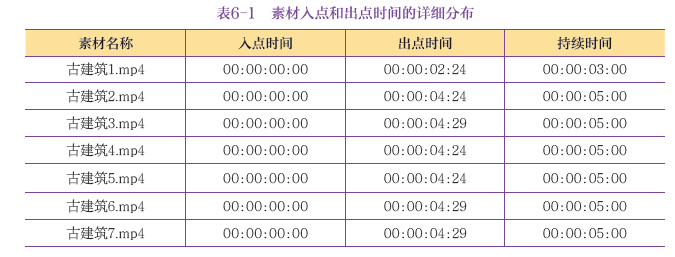 表6-1 素材入点和出点时间的详细分布
素材名称 入点时间 出点时间 持续时间
古建筑1.mp4 00:00:00:00 00:00:02:24 00:00:03:00
古建筑2.mp4 00:00:00:00 00:00:04:24 00:00:05:00
古建筑3.mp4 00:00:00:00 00:00:04:29 00:00:05:00
古建筑4.mp4 00:00:00:00 00:00:04:24 00:00:05:00
古建筑5.mp4 00:00:00:00 00:00:04:24 00:00:05:00
古建筑6.mp4 00:00:00:00 00:00:04:29 00:00:05:00
古建筑7.mp4 00:00:00:00 00:00:04:29 00:00:05:00